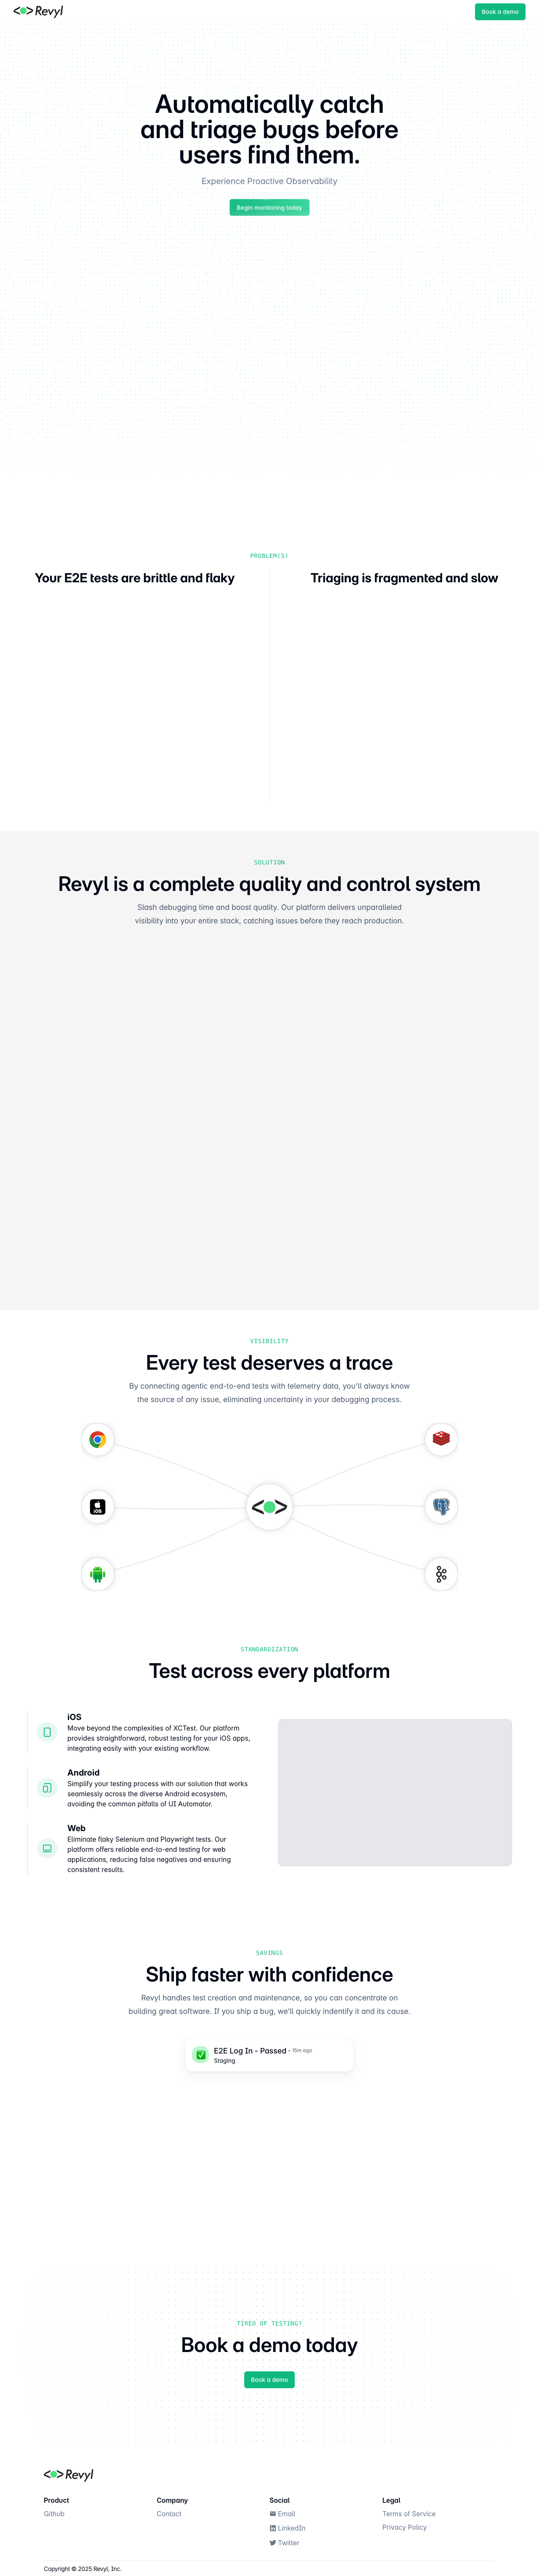 Revyl
Book a demo
Automatically catch
and triage bugs before
users find them.
Experience Proactive Observability
Begin monitoring today
PROBLEM(S)
Your E2E tests are brittle and flaky
Triaging is fragmented and slow
SOLUTION
Revyl is a complete quality and control system
Slash debugging time and boost quality. Our platform delivers unparalleled
visibility into your entire stack, catching issues before they reach production.
VISIBILITY
Every test deserves a trace
By connecting agentic end-to-end tests with telemetry data, you'll always know
the source of any issue, eliminating uncertainty in your debugging process.
iOS
STANDARDIZATION
Test across every platform
iOS
Move beyond the complexities of XCTest. Our platform
provides straightforward, robust testing for your iOS apps,
integrating easily with your existing workflow.
Android
Simplify your testing process with our solution that works
seamlessly across the diverse Android ecosystem,
avoiding the common pitfalls of UI Automator.
Web
Eliminate flaky Selenium and Playwright tests. Our
platform offers reliable end-to-end testing for web
applications, reducing false negatives and ensuring
consistent results.
SAVINGS
Ship faster with confidence
Revyl handles test creation and maintenance, so you can concentrate on
building great software. If you ship a bug, we'll quickly indentify it and its cause.
E2E Log In - Passed • 15m ago
Staging
TIRED OF TESTING?
Book a demo today
Book a demo
Revyl
Product
Github
Company
Contact
Social
Email
LinkedIn
Twitter
Legal
Terms of Service
Privacy Policy
Copyright © 2025 Revyl, Inc.